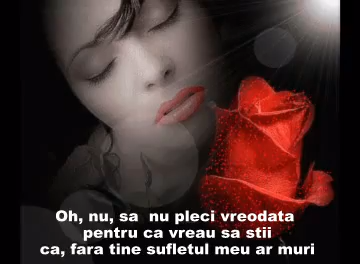 Oh, nu, sa nu pleci vreodata
pentru ca vreau sa stii
ca, fara tine sufletul meu ar muri